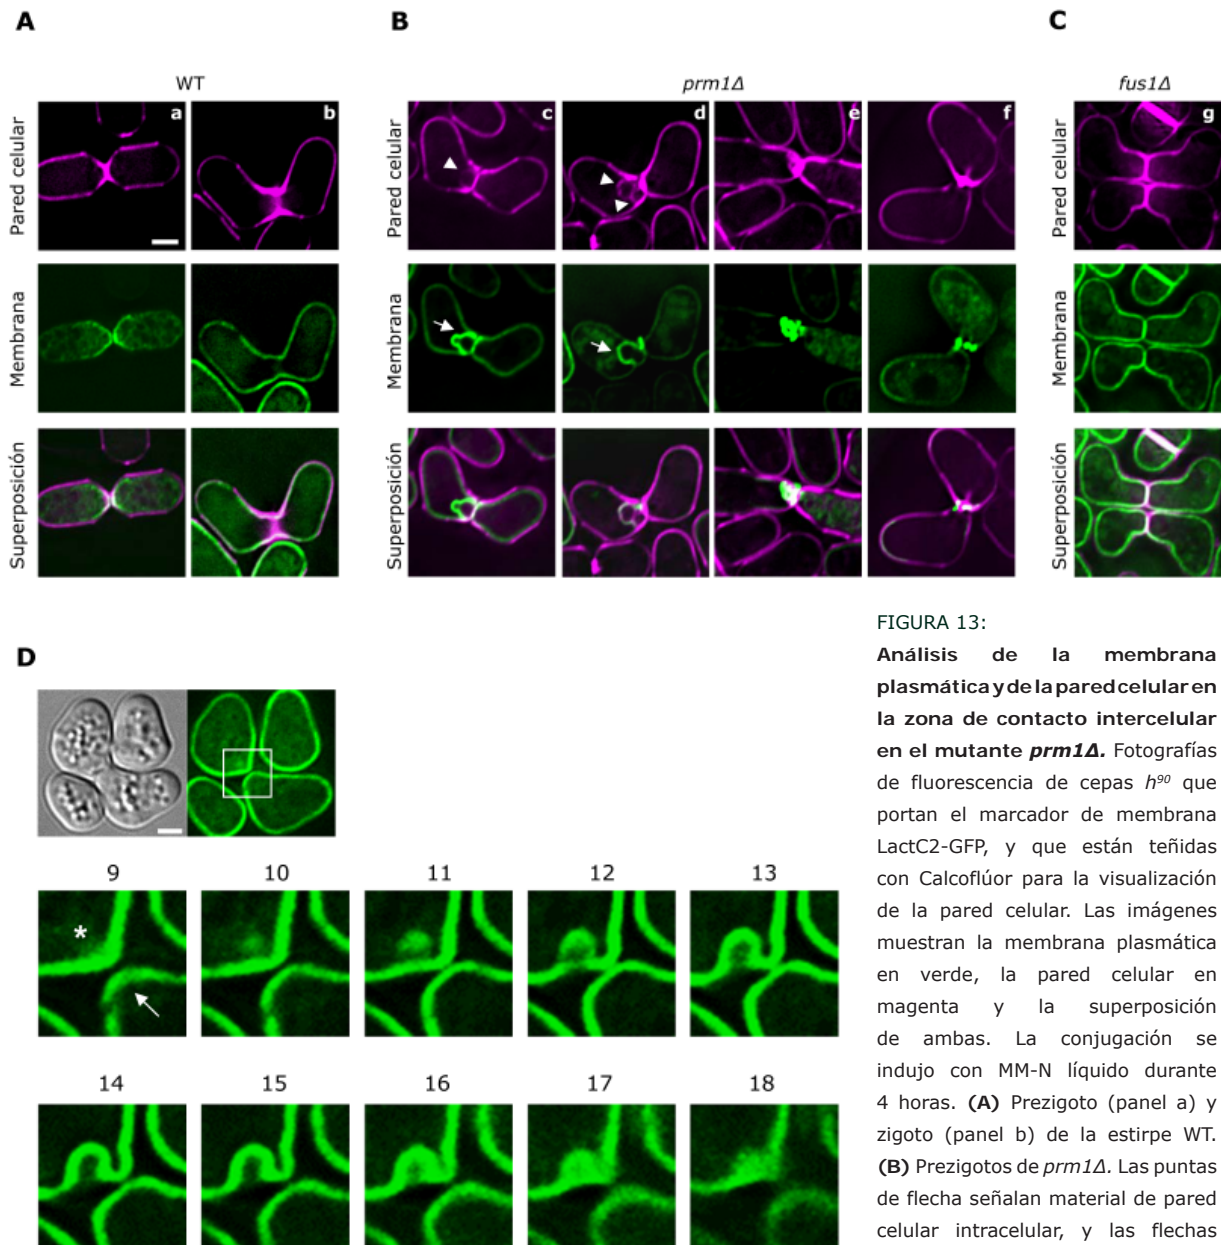 A
B
C
WT
prm1Δ
fus1Δ
a
b
c
d
e
f
g
Pared celular
Pared celular
Pared celular
Membrana
Membrana
Membrana
Superposición
Superposición
Superposición
D
9
10
11
12
13
*
14
15
16
17
18
FIGURA 13:
Análisis de la membrana
plasmática y de la pared celular en
la zona de contacto intercelular
en el mutante prm1Δ. Fotografías
de fluorescencia de cepas h90 que
portan el marcador de membrana
LactC2-GFP, y que están teñidas
con Calcoflúor para la visualización
de la pared celular. Las imágenes
muestran la membrana plasmática
en verde, la pared celular en
magenta y la superposición
de ambas. La conjugación se
indujo con MM-N líquido durante
4 horas. (A) Prezigoto (panel a) y
zigoto (panel b) de la estirpe WT.
(B) Prezigotos de prm1Δ. Las puntas
de flecha señalan material de pared
celular intracelular, y las flechas